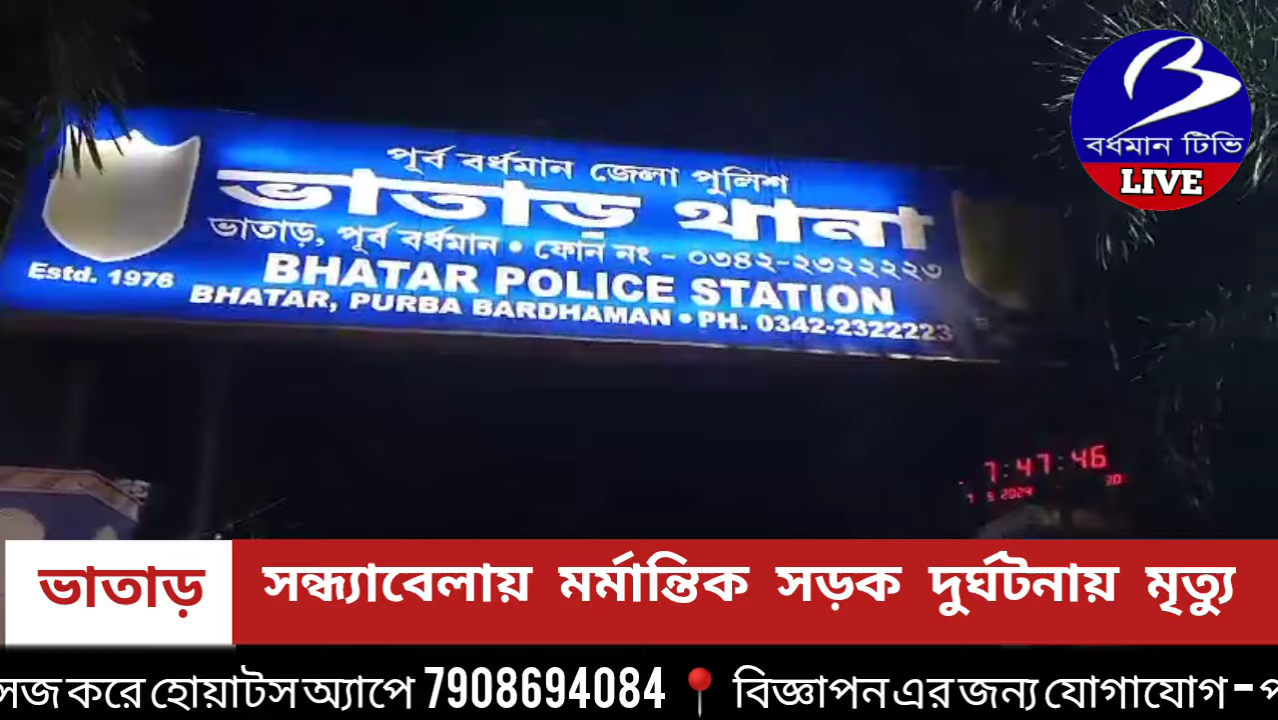 পূর্ব বর্ধমান জেলা পুলিশ
ভাতাড় থানা
ভাতাড়, পূর্ব বর্ধমান • ফোন নং - ০৩৪২-২৩২২২২৩
Estd. 1976
BHATAR POLICE STATION
BHATAR, PURBA BARDHAMAN • PH. 0342-2322223
বর্ধমান টিভি
LIVE
7:47:46
ভাতাড়
সন্ধ্যাবেলায় মর্মান্তিক সড়ক দুর্ঘটনায় মৃত্যু
সেজ করে হোয়াটস অ্যাপে 7908694084 📍 বিজ্ঞাপন এর জন্য যোগাযোগ - প